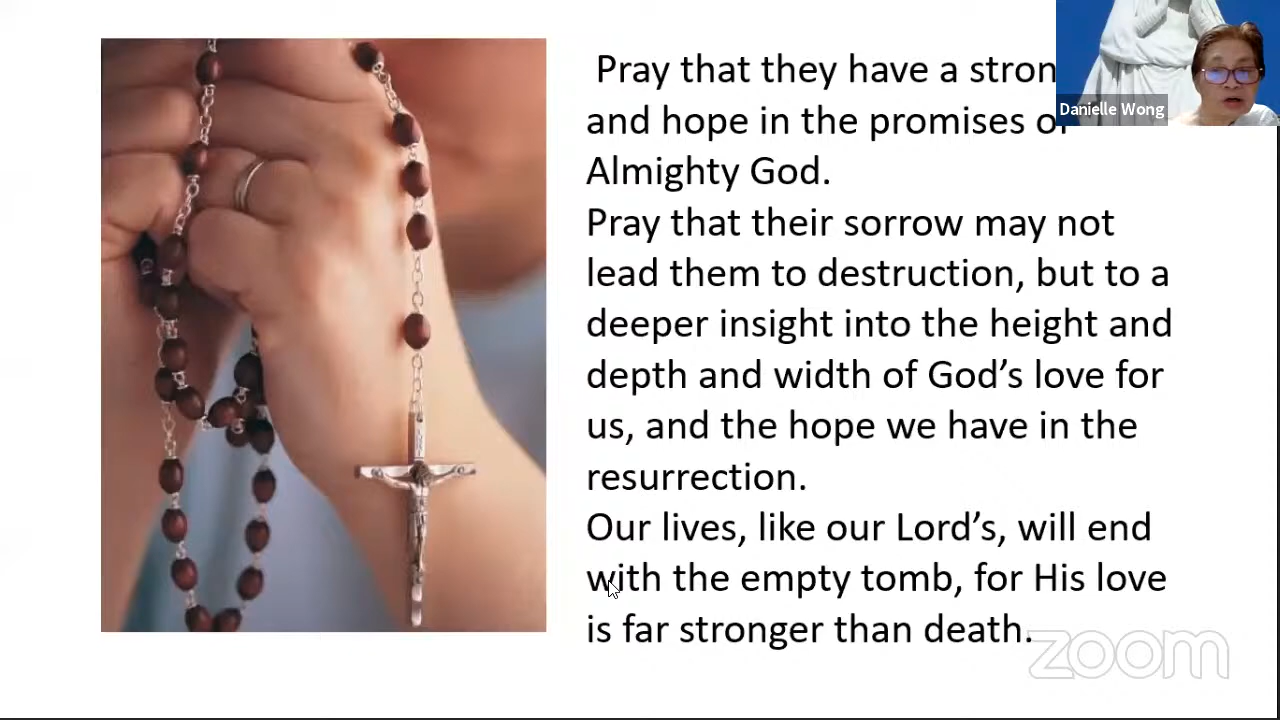 Pray that they have a stron
and hope in the promises of
Almighty God.
Pray that their sorrow may not
lead them to destruction, but to a
deeper insight into the height and
depth and width of God’s love for
us, and the hope we have in the
resurrection.
Our lives, like our Lord’s, will end
with the empty tomb, for His love
is far stronger than death.
Danielle Wong
zoom